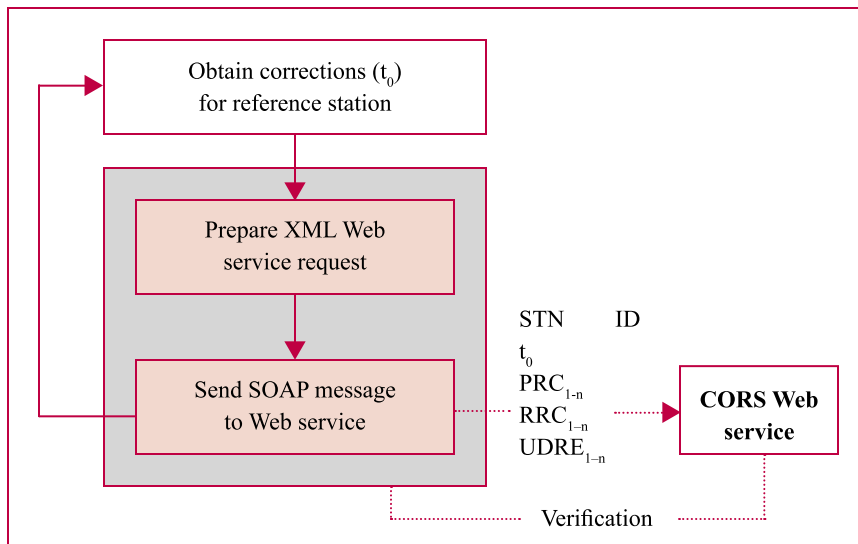 Obtain corrections (t₀)
for reference station
Prepare XML Web
service request
Send SOAP message
to Web service
STN ID
t₀
PRC₁₋ₙ
RRC₁₋ₙ
UDRE₁₋ₙ
CORS Web
service
Verification